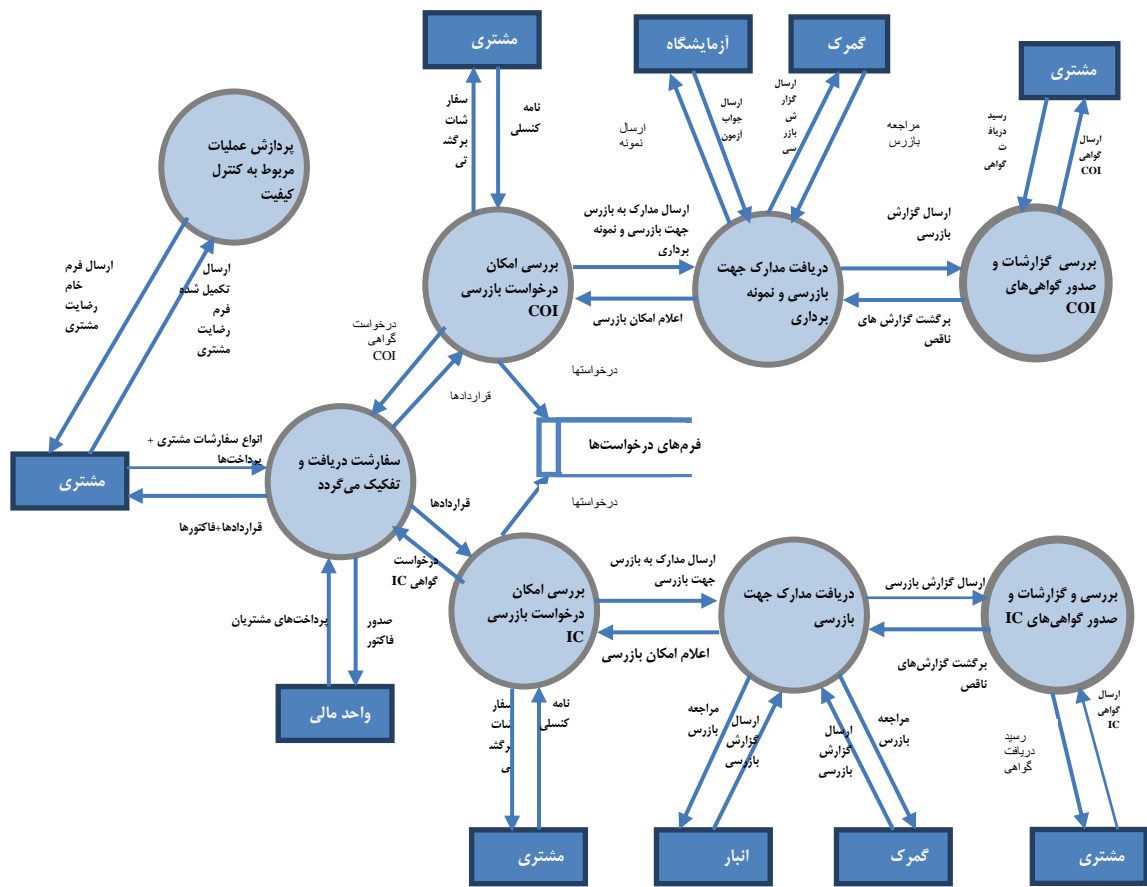 مشتری
آزمایشگاه
گمرک
مشتری
سفار
شات
برگش
تی
نامه
کنسلی
ارسال
نمونه
ارسال
جواب
آزمون
ارسال
گزار
ش
بازر
سی
مراجعه
بازرس
رسید
دریاف
ت
گواهی
ارسال
گواهی
COI
پردازش عملیات
مربوط به کنترل
کیفیت
ارسال فرم
خام
رضایت
مشتری
ارسال
تکمیل شده
فرم
رضایت
مشتری
بررسی امکان
درخواست بازرسی
COI
ارسال مدارک به بازرس
جهت بازرسی و نمونه
برداری
اعلام امکان بازرسی
دریافت مدارک جهت
بازرسی و نمونه
برداری
ارسال گزارش
بازرسی
برگشت گزارش های
ناقص
بررسی گزارشات و
صدور گواهی‌های
COI
درخواست
گواهی
COI
قراردادها
درخواستها
فرم‌های درخواست‌ها
درخواستها
مشتری
انواع سفارشات مشتری +
پرداخت‌ها
قراردادها+فاکتورها
سفارشت دریافت و
تفکیک می‌گردد
قراردادها
درخواست
گواهی IC
پرداخت‌های مشتریان
صدور
فاکتور
واحد مالی
بررسی امکان
درخواست بازرسی
IC
ارسال مدارک به بازرس
جهت بازرسی
اعلام امکان بازرسی
دریافت مدارک جهت
بازرسی
ارسال گزارش بازرسی
برگشت گزارش‌های
ناقص
بررسی و گزارشات و
صدور گواهی‌های IC
سفار
شات
برگش
تی
نامه
کنسلی
مراجعه
بازرس
ارسال
گزارش
بازرسی
ارسال
گزارش
بازرسی
مراجعه
بازرس
رسید
دریافت
گواهی
ارسال
گواهی
IC
مشتری
انبار
گمرک
مشتری